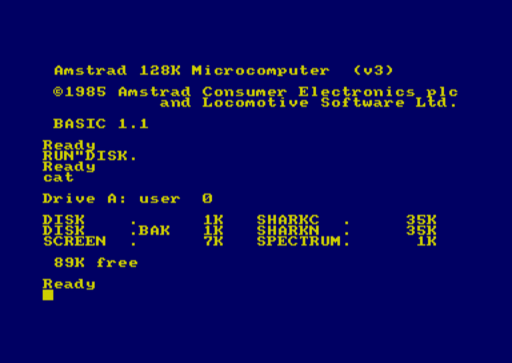 Amstrad 128K Microcomputer (v3)
©1985 Amstrad Consumer Electronics plc
and Locomotive Software Ltd.
BASIC 1.1
Ready
RUN"DISK.
Ready
cat
Drive A: user 0
DISK . 1K SHARKC . 35K
DISK .BAK 1K SHARKN . 35K
SCREEN . 7K SPECTRUM. 1K
89K free
Ready